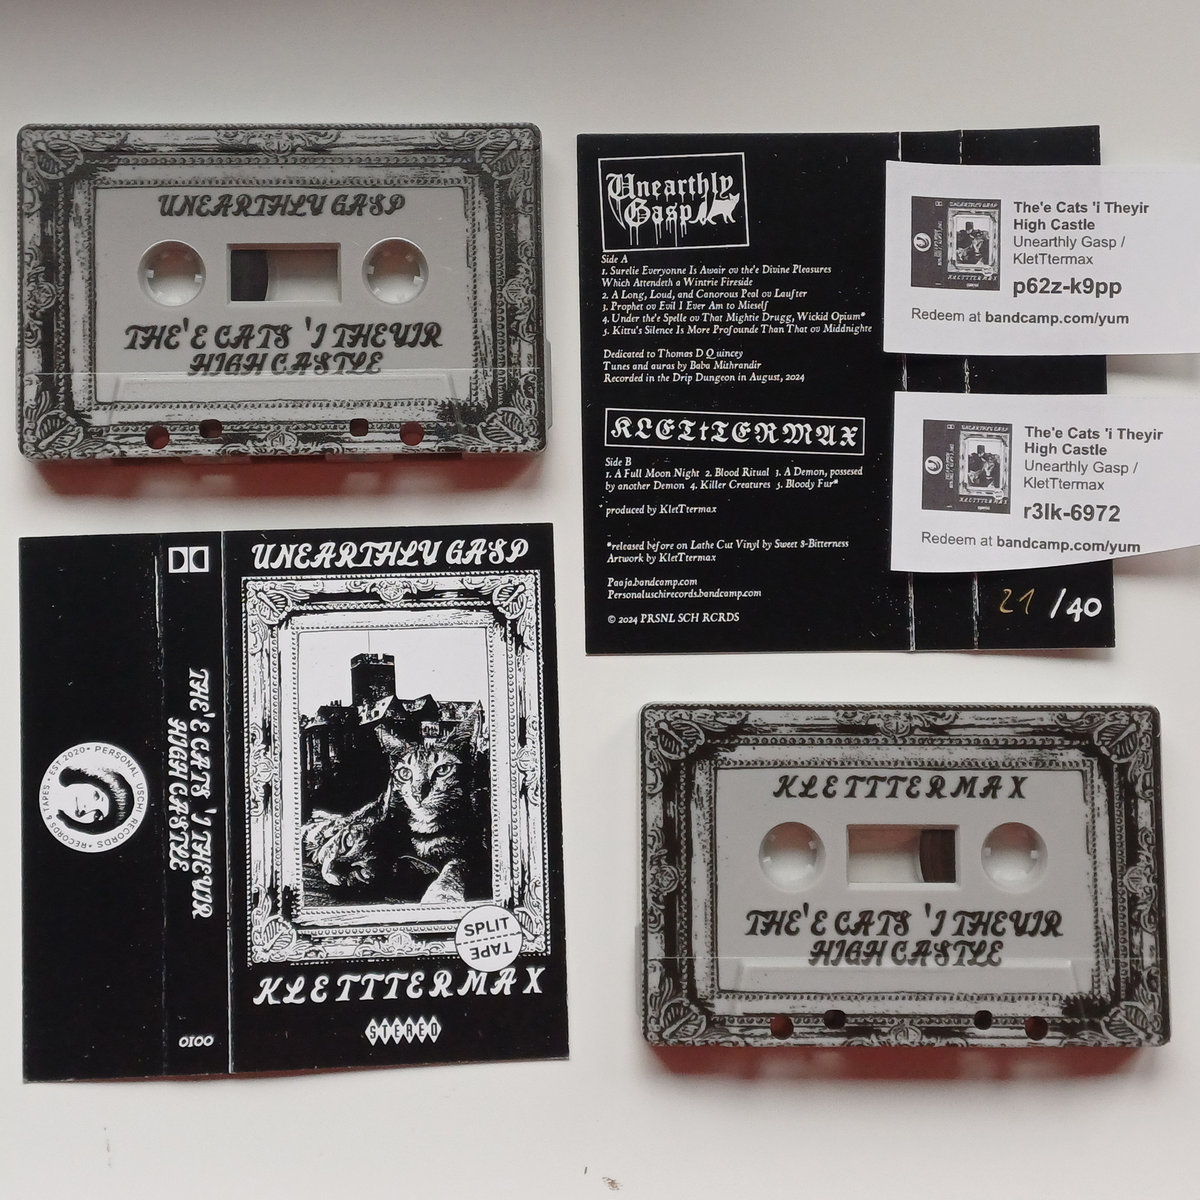 UNEARTHLY GASP
THE'E CATS 'I THEYIR
HIGH CASTLE
Unearthly
Gasp
Side A
1. Surelie Everyonne Is Awair ou the'e Divine Pleasures
Which Attendeth a Wintrie Fireside
2. A Long, Loud, and Canorous Peal ou Laufter
3. Prophet ou Evil I Ever Am to Mieself
4. Under the'e Spelle ou That Mightie Drugg, Wickid Opium*
5. Kittu's Silence Is More Profounde Than That ou Middnighte
Dedicated to Thomas D Quincey
Tunes and auras by Baba Mizhrandir
Recorded in the Drip Dungeon in August, 2024
KLETtTERMAX
Side B
1. A Full Moon Night 2. Blood Ritual 3. A Demon, possesed
by another Demon 4. Killer Creatures 5. Bloody Fur*
* produced by KletTtermax
*released before on Lathe Cut Vinyl by Sweet & Bitterness
Artwork by KletTtermax
Paaja.bandcamp.com
Personaluschirecords.bandcamp.com
© 2024 PRSNL SCH RCRDS
21 /40
The'e Cats 'i Theyir
High Castle
Unearthly Gasp /
KletTtermax
p62z-k9pp
Redeem at bandcamp.com/yum
The'e Cats 'i Theyir
High Castle
Unearthly Gasp /
KletTtermax
r3lk-6972
Redeem at bandcamp.com/yum
• EST 2020 • PERSONAL USCHI RECORDS • RECORDS & TAPES
THE'E CATS 'I THEYIR
HIGH CASTLE
0100
UNEARTHLY GASP
SPLIT
TAPE
KLETTTERMAX
STEREO
KLETTTERMAX
THE'E CATS 'I THEYIR
HIGH CASTLE